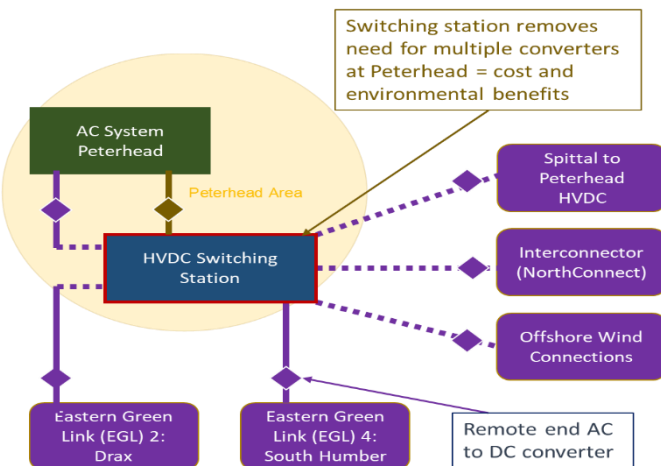 Switching station removes
need for multiple converters
at Peterhead = cost and
environmental benefits
AC System
Peterhead
Peterhead Area
Spittal to
Peterhead
HVDC
HVDC Switching
Station
Interconnector
(NorthConnect)
Offshore Wind
Connections
Eastern Green
Link (EGL) 2:
Drax
Eastern Green
Link (EGL) 4:
South Humber
Remote end AC
to DC converter